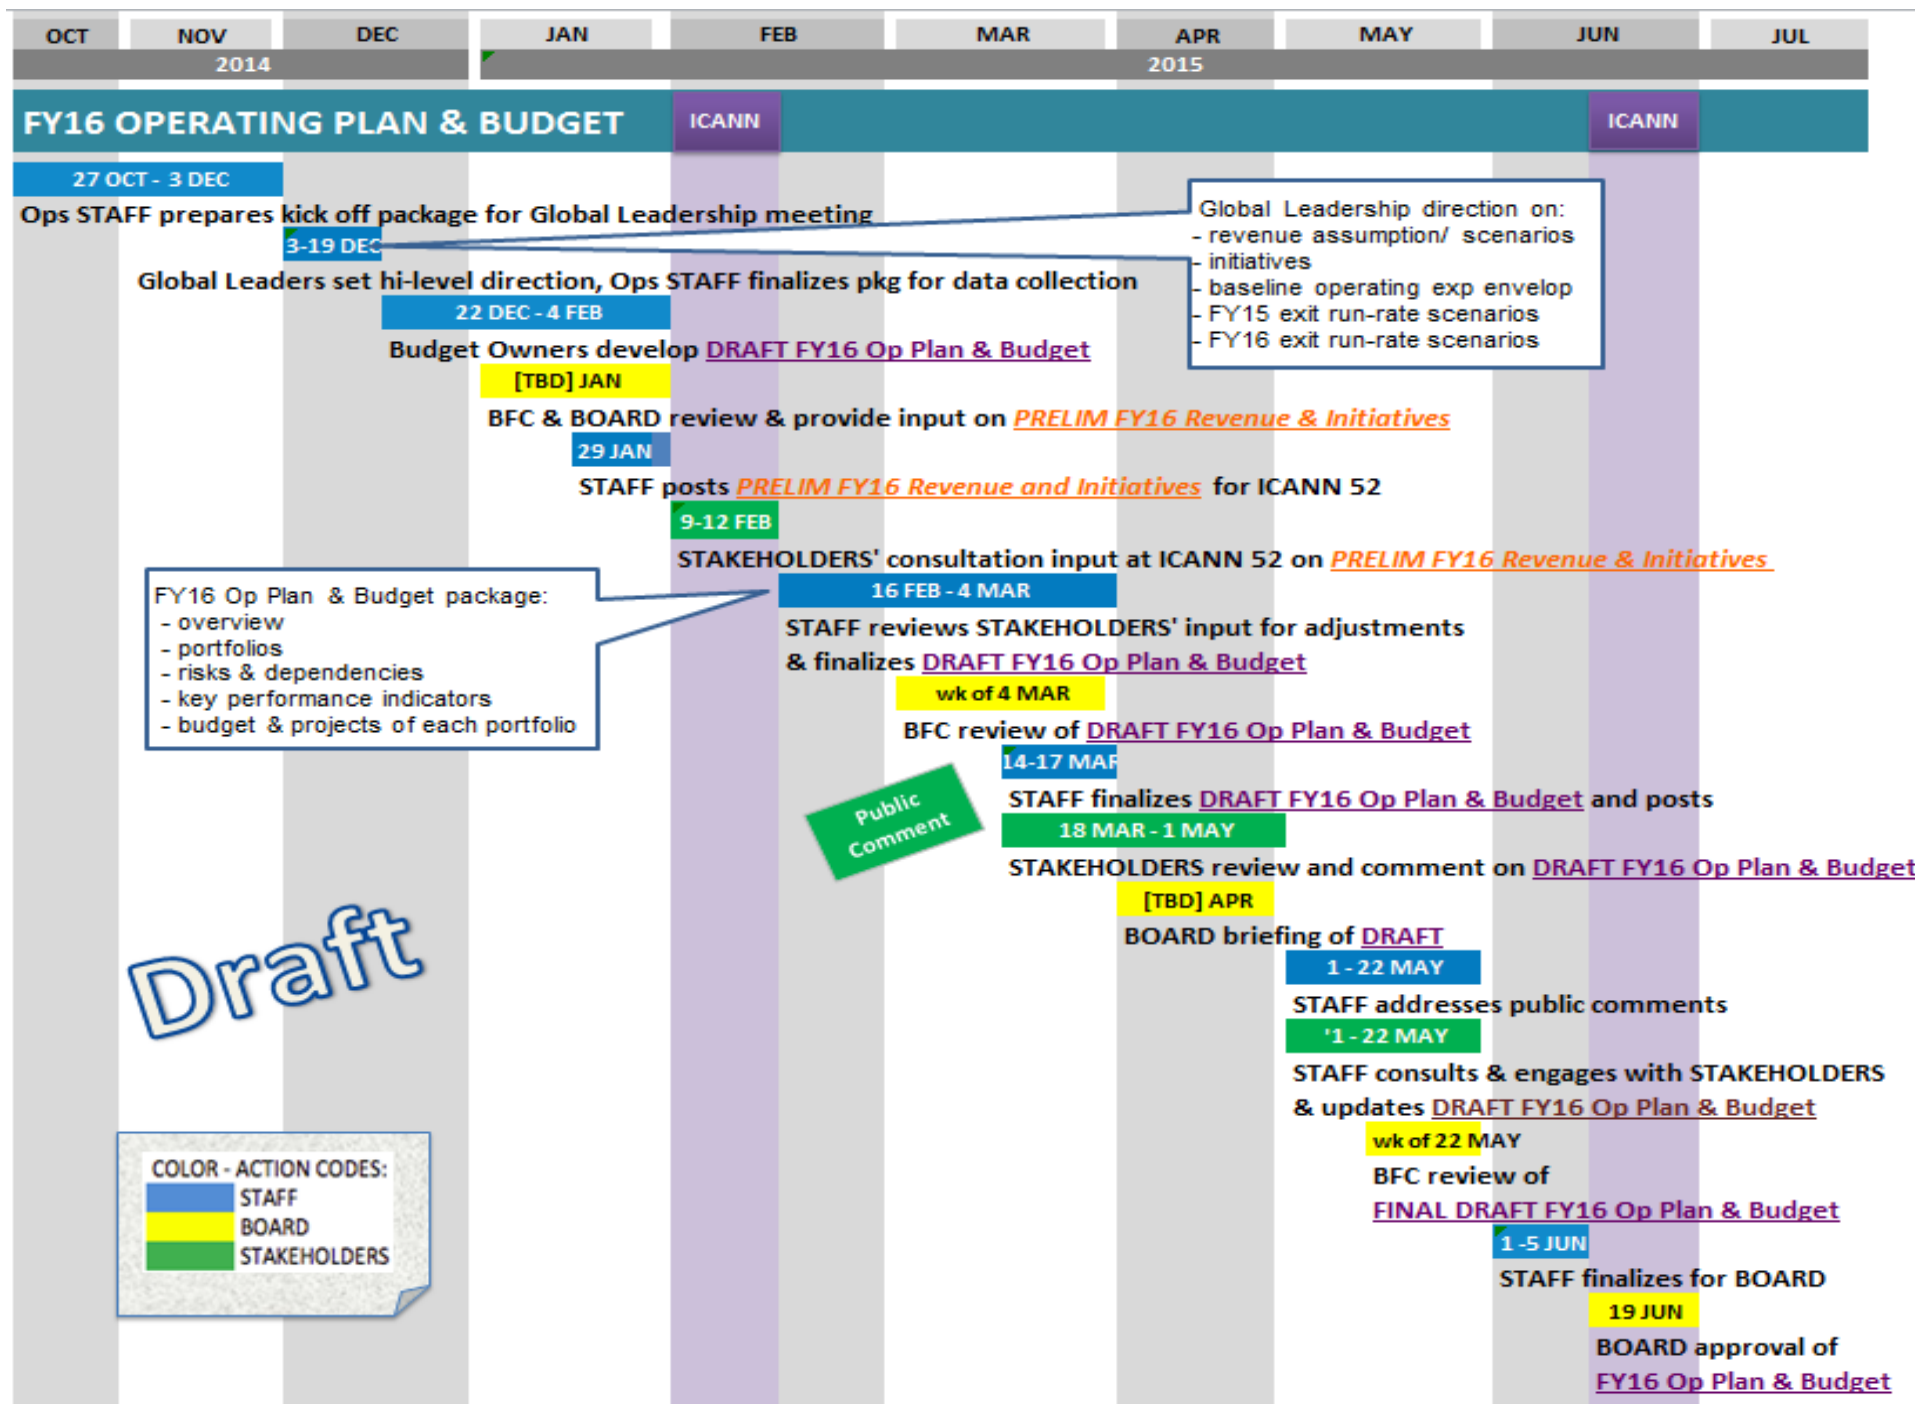 OCT NOV DEC JAN FEB MAR APR MAY JUN JUL
2014 2015
FY16 OPERATING PLAN & BUDGET ICANN ICANN
27 OCT - 3 DEC
Ops STAFF prepares kick off package for Global Leadership meeting
3-19 DEC
Global Leaders set hi-level direction, Ops STAFF finalizes pkg for data collection
Global Leadership direction on:
- revenue assumption/ scenarios
- initiatives
- baseline operating exp envelop
- FY15 exit run-rate scenarios
- FY16 exit run-rate scenarios
22 DEC - 4 FEB
Budget Owners develop DRAFT FY16 Op Plan & Budget
[TBD] JAN
BFC & BOARD review & provide input on PRELIM FY16 Revenue & Initiatives
29 JAN
STAFF posts PRELIM FY16 Revenue and Initiatives for ICANN 52
9-12 FEB
STAKEHOLDERS' consultation input at ICANN 52 on PRELIM FY16 Revenue & Initiatives
FY16 Op Plan & Budget package:
- overview
- portfolios
- risks & dependencies
- key performance indicators
- budget & projects of each portfolio
16 FEB - 4 MAR
STAFF reviews STAKEHOLDERS' input for adjustments
& finalizes DRAFT FY16 Op Plan & Budget
wk of 4 MAR
BFC review of DRAFT FY16 Op Plan & Budget
14-17 MAR
STAFF finalizes DRAFT FY16 Op Plan & Budget and posts
Public
Comment
18 MAR - 1 MAY
STAKEHOLDERS review and comment on DRAFT FY16 Op Plan & Budget
[TBD] APR
BOARD briefing of DRAFT
1 - 22 MAY
STAFF addresses public comments
'1 - 22 MAY
STAFF consults & engages with STAKEHOLDERS
& updates DRAFT FY16 Op Plan & Budget
wk of 22 MAY
BFC review of
FINAL DRAFT FY16 Op Plan & Budget
1 -5 JUN
STAFF finalizes for BOARD
19 JUN
BOARD approval of
FY16 Op Plan & Budget
Draft
COLOR - ACTION CODES:
STAFF
BOARD
STAKEHOLDERS